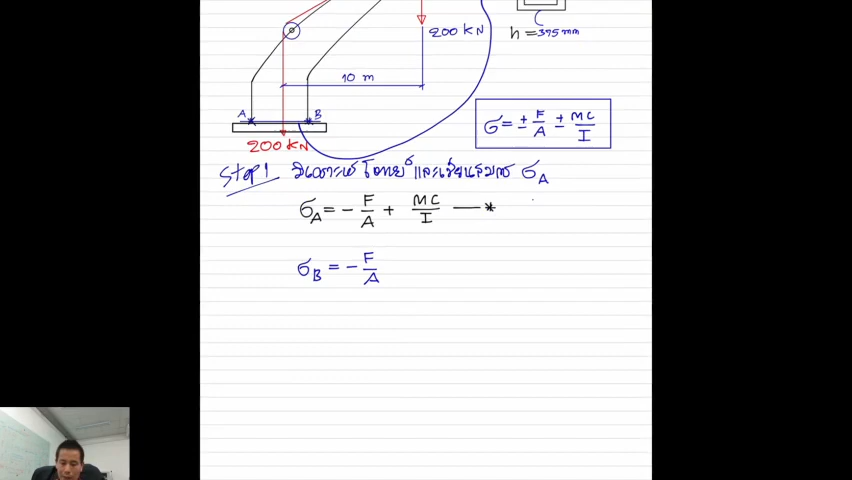 200 kN
h = 375 mm
10 m
A B
σ = ± F/A ± MC/I
200 kN
Step 1 วิเคราะห์โจทย์และเขียนสมการ σA
σA = - F/A + MC/I — *
σB = - F/A